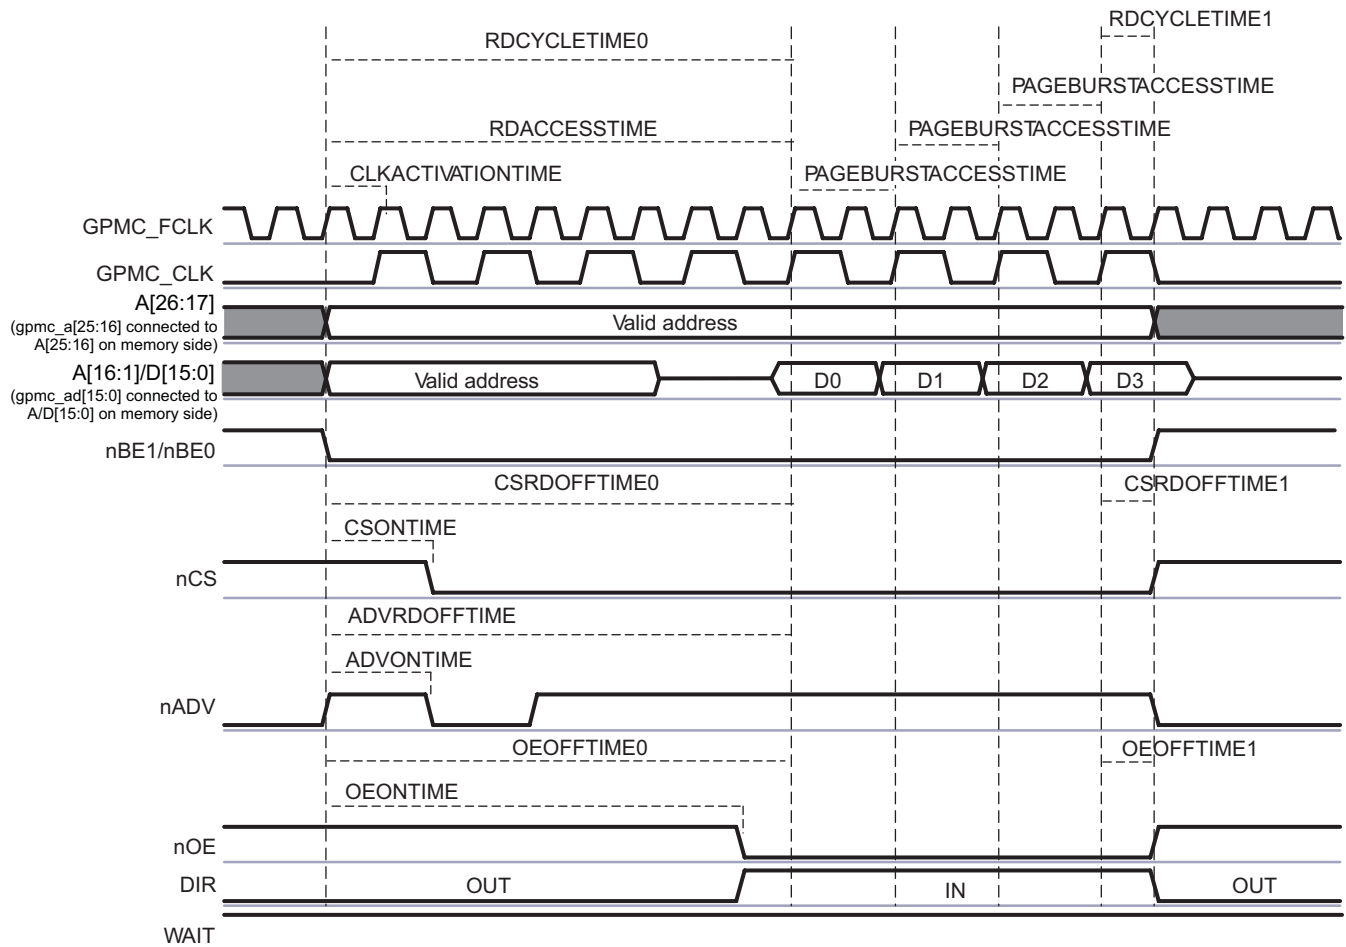 RDCYCLETIME1
RDCYCLETIME0
PAGEBURSTACCESSTIME
RDACCESSTIME
PAGEBURSTACCESSTIME
CLKACTIVATIONTIME
PAGEBURSTACCESSTIME
GPMC_FCLK
GPMC_CLK
A[26:17]
(gpmc_a[25:16] connected to
A[25:16] on memory side)
Valid address
A[16:1]/D[15:0]
(gpmc_ad[15:0] connected to
A/D[15:0] on memory side)
Valid address
D0
D1
D2
D3
nBE1/nBE0
CSRDOFFTIME0
CSRDOFFTIME1
CSONTIME
nCS
ADVRDOFFTIME
ADVONTIME
nADV
OEOFFTIME0
OEOFFTIME1
OEONTIME
nOE
DIR
OUT
IN
OUT
WAIT